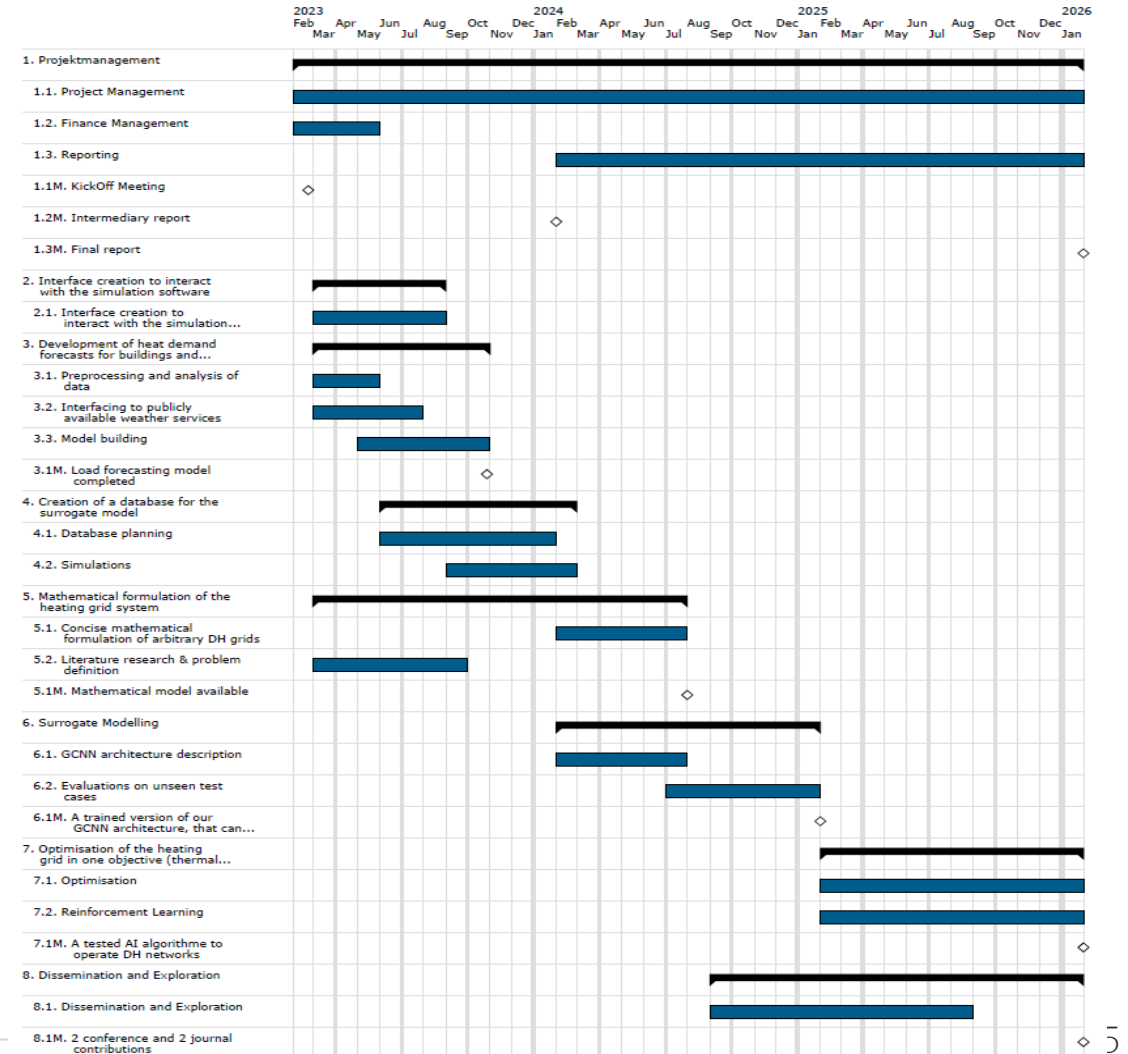 2023 2024 2025 2026
Feb Apr Jun Aug Oct Dec Feb Apr Jun Aug Oct Dec Feb Apr Jun Aug Oct Dec
Mar May Jul Sep Nov Jan Mar May Jul Sep Nov Jan Mar May Jul Sep Nov Jan
1. Projektmanagement
1.1. Project Management
1.2. Finance Management
1.3. Reporting
1.1M. KickOff Meeting
1.2M. Intermediary report
1.3M. Final report
2. Interface creation to interact
with the simulation software
2.1. Interface creation to
interact with the simulation...
3. Development of heat demand
forecasts for buildings and...
3.1. Preprocessing and analysis of
data
3.2. Interfacing to publicly
available weather services
3.3. Model building
3.1M. Load forecasting model
completed
4. Creation of a database for the
surrogate model
4.1. Database planning
4.2. Simulations
5. Mathematical formulation of the
heating grid system
5.1. Concise mathematical
formulation of arbitrary DH grids
5.2. Literature research & problem
definition
5.1M. Mathematical model available
6. Surrogate Modelling
6.1. GCNN architecture description
6.2. Evaluations on unseen test
cases
6.1M. A trained version of our
GCNN architecture, that can...
7. Optimisation of the heating
grid in one objective (thermal...
7.1. Optimisation
7.2. Reinforcement Learning
7.1M. A tested AI algorithme to
operate DH networks
8. Dissemination and Exploration
8.1. Dissemination and Exploration
8.1M. 2 conference and 2 journal
contributions